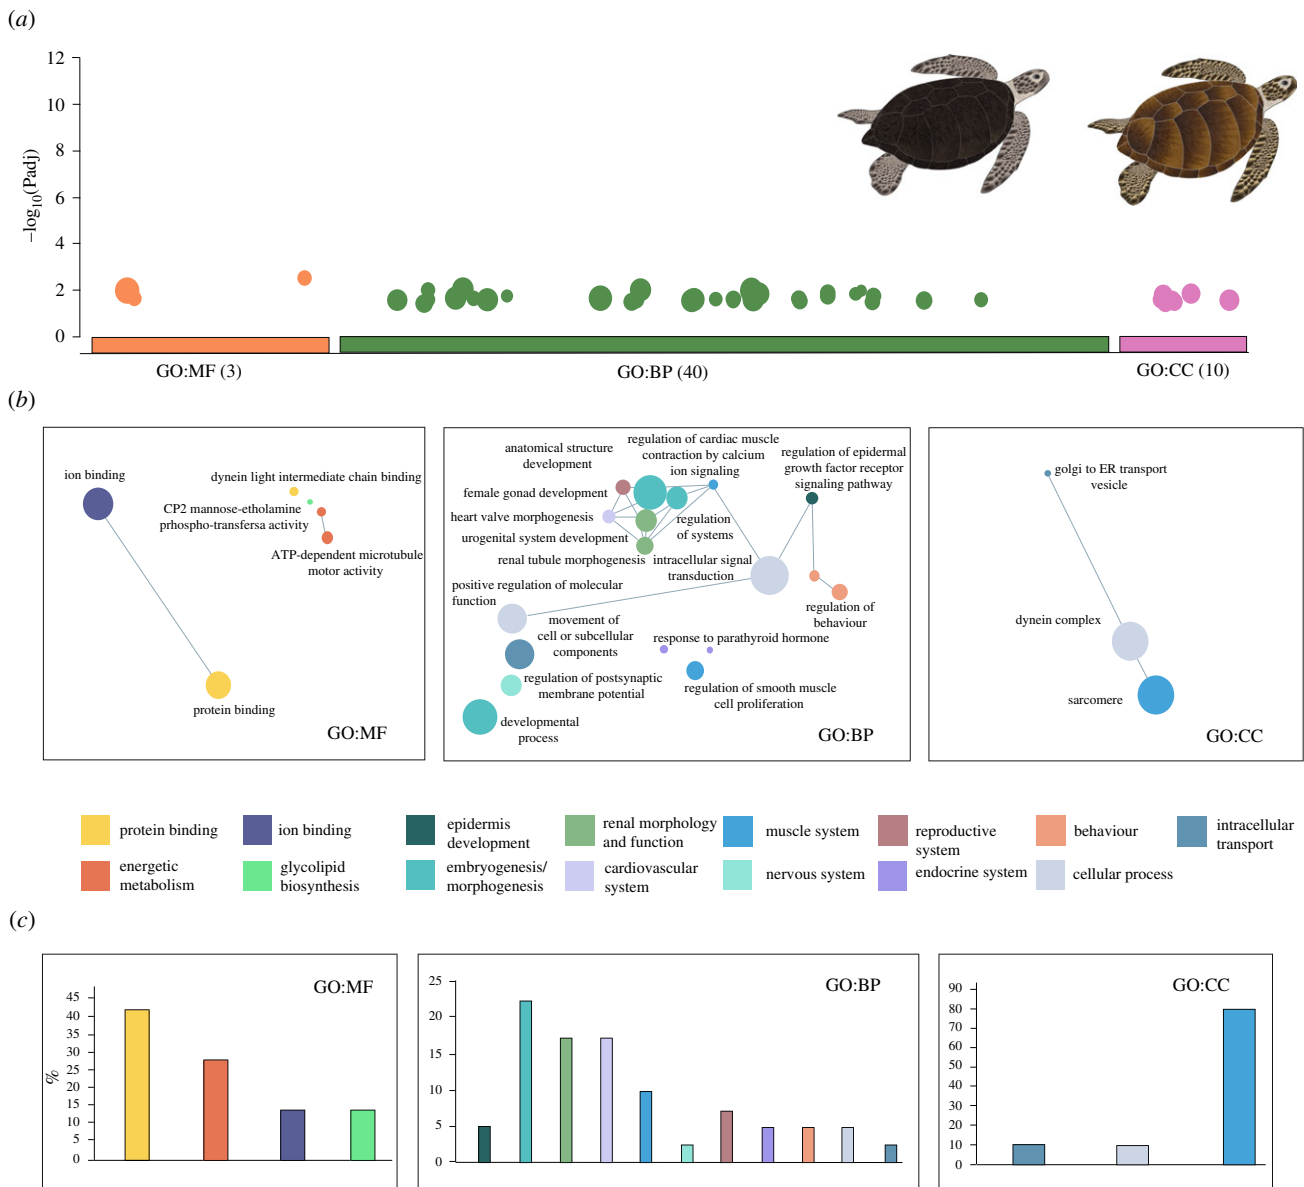 (a)
12
10
8
6
4
2
0
–log10(Padj)
GO:MF (3)
GO:BP (40)
GO:CC (10)
(b)
ion binding
dynein light intermediate chain binding
CP2 mannose-etholamine
prhospho-transfersa activity
ATP-dependent microtubule
motor activity
protein binding
GO:MF
anatomical structure
development
regulation of cardiac muscle
contraction by calcium
ion signaling
regulation of epidermal
growth factor receptor
signaling pathway
female gonad development
heart valve morphogenesis
regulation
of systems
urogenital system development
renal tubule morphogenesis
intracellular signal
transduction
positive regulation of molecular
function
regulation of
behaviour
movement of
cell or subcellular
components
response to parathyroid hormone
regulation of postsynaptic
membrane potential
regulation of smooth muscle
cell proliferation
developmental
process
GO:BP
golgi to ER transport
vesicle
dynein complex
sarcomere
GO:CC
protein binding
ion binding
epidermis
development
renal morphology
and function
muscle system
reproductive
system
behaviour
intracellular
transport
energetic
metabolism
glycolipid
biosynthesis
embryogenesis/
morphogenesis
cardiovascular
system
nervous system
endocrine system
cellular process
(c)
GO:MF
45
40
35
30
25
20
15
10
5
0
%
GO:BP
25
20
15
10
5
0
GO:CC
90
80
70
60
50
40
30
20
10
0